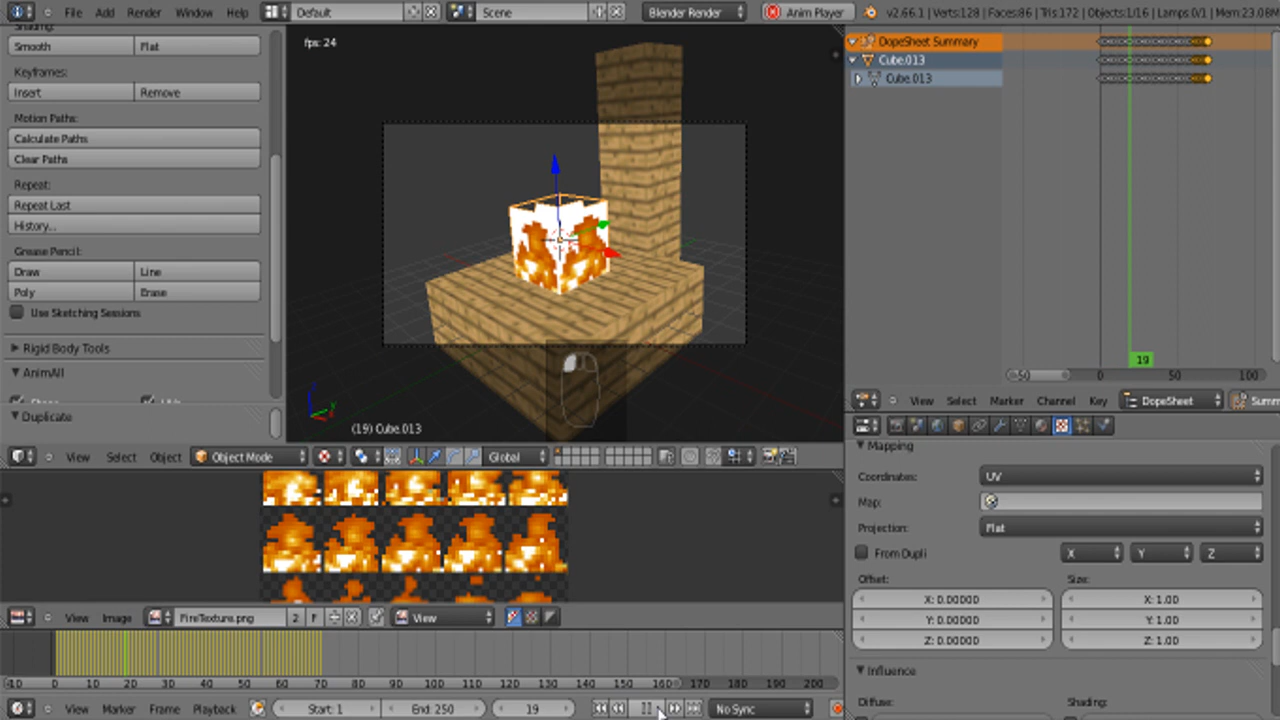 File Add Render Window Help Default Scene Blender Render Anim Player v2.66.1 | Verts:128 | Faces:86 | Tris:172 | Objects:1/16 | Lamps:0/1 | Mem:23.08M
Shading:
Smooth Flat
Keyframes:
Insert Remove
Motion Paths:
Calculate Paths
Clear Paths
Repeat:
Repeat Last
History...
Grease Pencil:
Draw Line
Poly Erase
Use Sketching Sessions
Rigid Body Tools
AnimAll
Duplicate
fps: 24
(19) Cube.013
View Select Object Object Mode Global
View Image FireTexture.png 2 F View
-10 0 10 20 30 40 50 60 70 80 90 100 110 120 130 140 150 160 170 180 190 200
View Marker Frame Playback Start: 1 End: 250 19 No Sync
DopeSheet Summary
Cube.013
Cube.013
19
-50 0 50 100
View Select Marker Channel Key DopeSheet Summ
Mapping
Coordinates: UV
Map:
Projection: Flat
From Dupli X Y Z
Offset: Size:
X: 0.00000 X: 1.00
Y: 0.00000 Y: 1.00
Z: 0.00000 Z: 1.00
Influence
Diffuse: Shading: